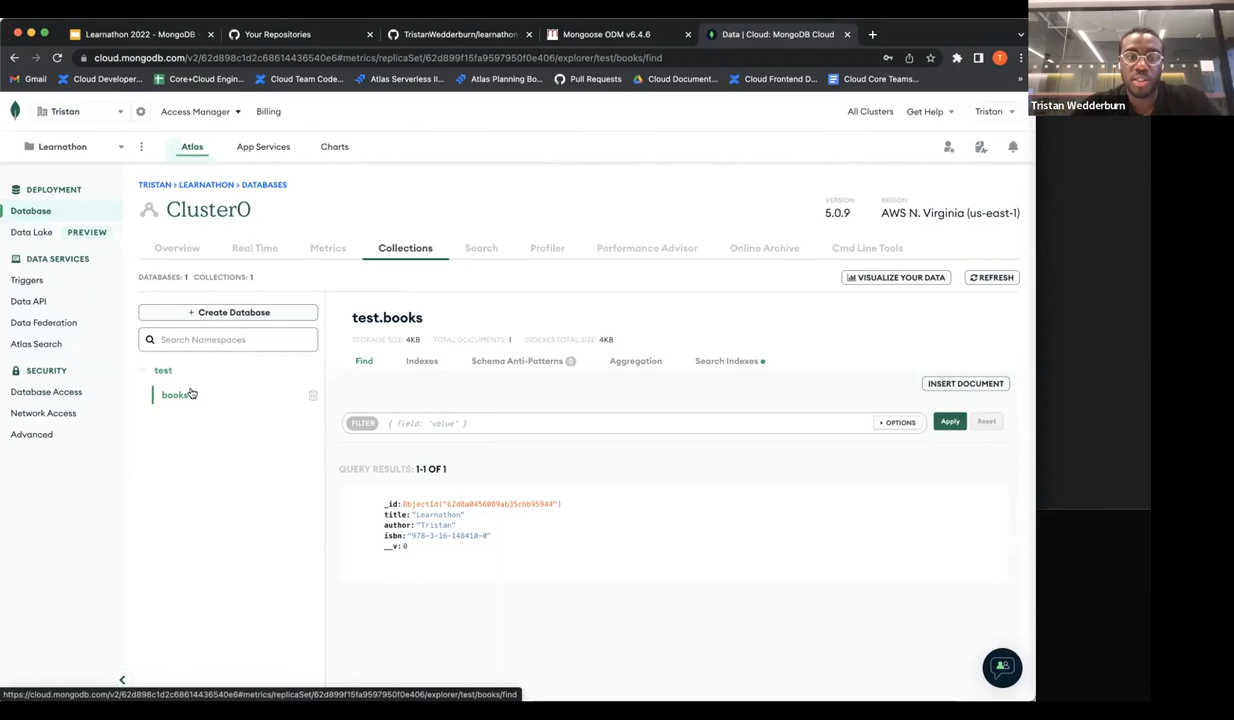 Learnathon 2022 - MongoDB
Your Repositories
TristanWedderburn/learnathon
Mongoose ODM v6.4.6
Data | Cloud: MongoDB Cloud
cloud.mongodb.com/v2/62d898c1d2c68614436540e6#metrics/replicaSet/62d899f15fa9597950f0e406/explorer/test/books/find
T
Gmail
Cloud Developer...
Core+Cloud Engin...
Cloud Team Code...
Atlas Serverless II...
Atlas Planning Bo...
Pull Requests
Cloud Document...
Cloud Frontend D...
Cloud Core Teams...
»
Tristan Wedderburn
Tristan
Access Manager
Billing
All Clusters
Get Help
Tristan
Learnathon
Atlas
App Services
Charts
DEPLOYMENT
Database
Data Lake
PREVIEW
DATA SERVICES
Triggers
Data API
Data Federation
Atlas Search
SECURITY
Database Access
Network Access
Advanced
TRISTAN > LEARNATHON > DATABASES
Cluster0
VERSION
5.0.9
REGION
AWS N. Virginia (us-east-1)
Overview
Real Time
Metrics
Collections
Search
Profiler
Performance Advisor
Online Archive
Cmd Line Tools
DATABASES: 1 COLLECTIONS: 1
VISUALIZE YOUR DATA
REFRESH
+ Create Database
Search Namespaces
test
books
test.books
STORAGE SIZE: 4KB TOTAL DOCUMENTS: 1 INDEXES TOTAL SIZE: 4KB
Find
Indexes
Schema Anti-Patterns 0
Aggregation
Search Indexes
INSERT DOCUMENT
FILTER { field: 'value' }
OPTIONS
Apply
Reset
QUERY RESULTS: 1-1 OF 1
_id: ObjectId("62d8a0456089ab35cbb95944")
title: "Learnathon"
author: "Tristan"
isbn: "978-3-16-148410-0"
__v: 0
https://cloud.mongodb.com/v2/62d898c1d2c68614436540e6#metrics/replicaSet/62d899f15fa9597950f0e406/explorer/test/books/find